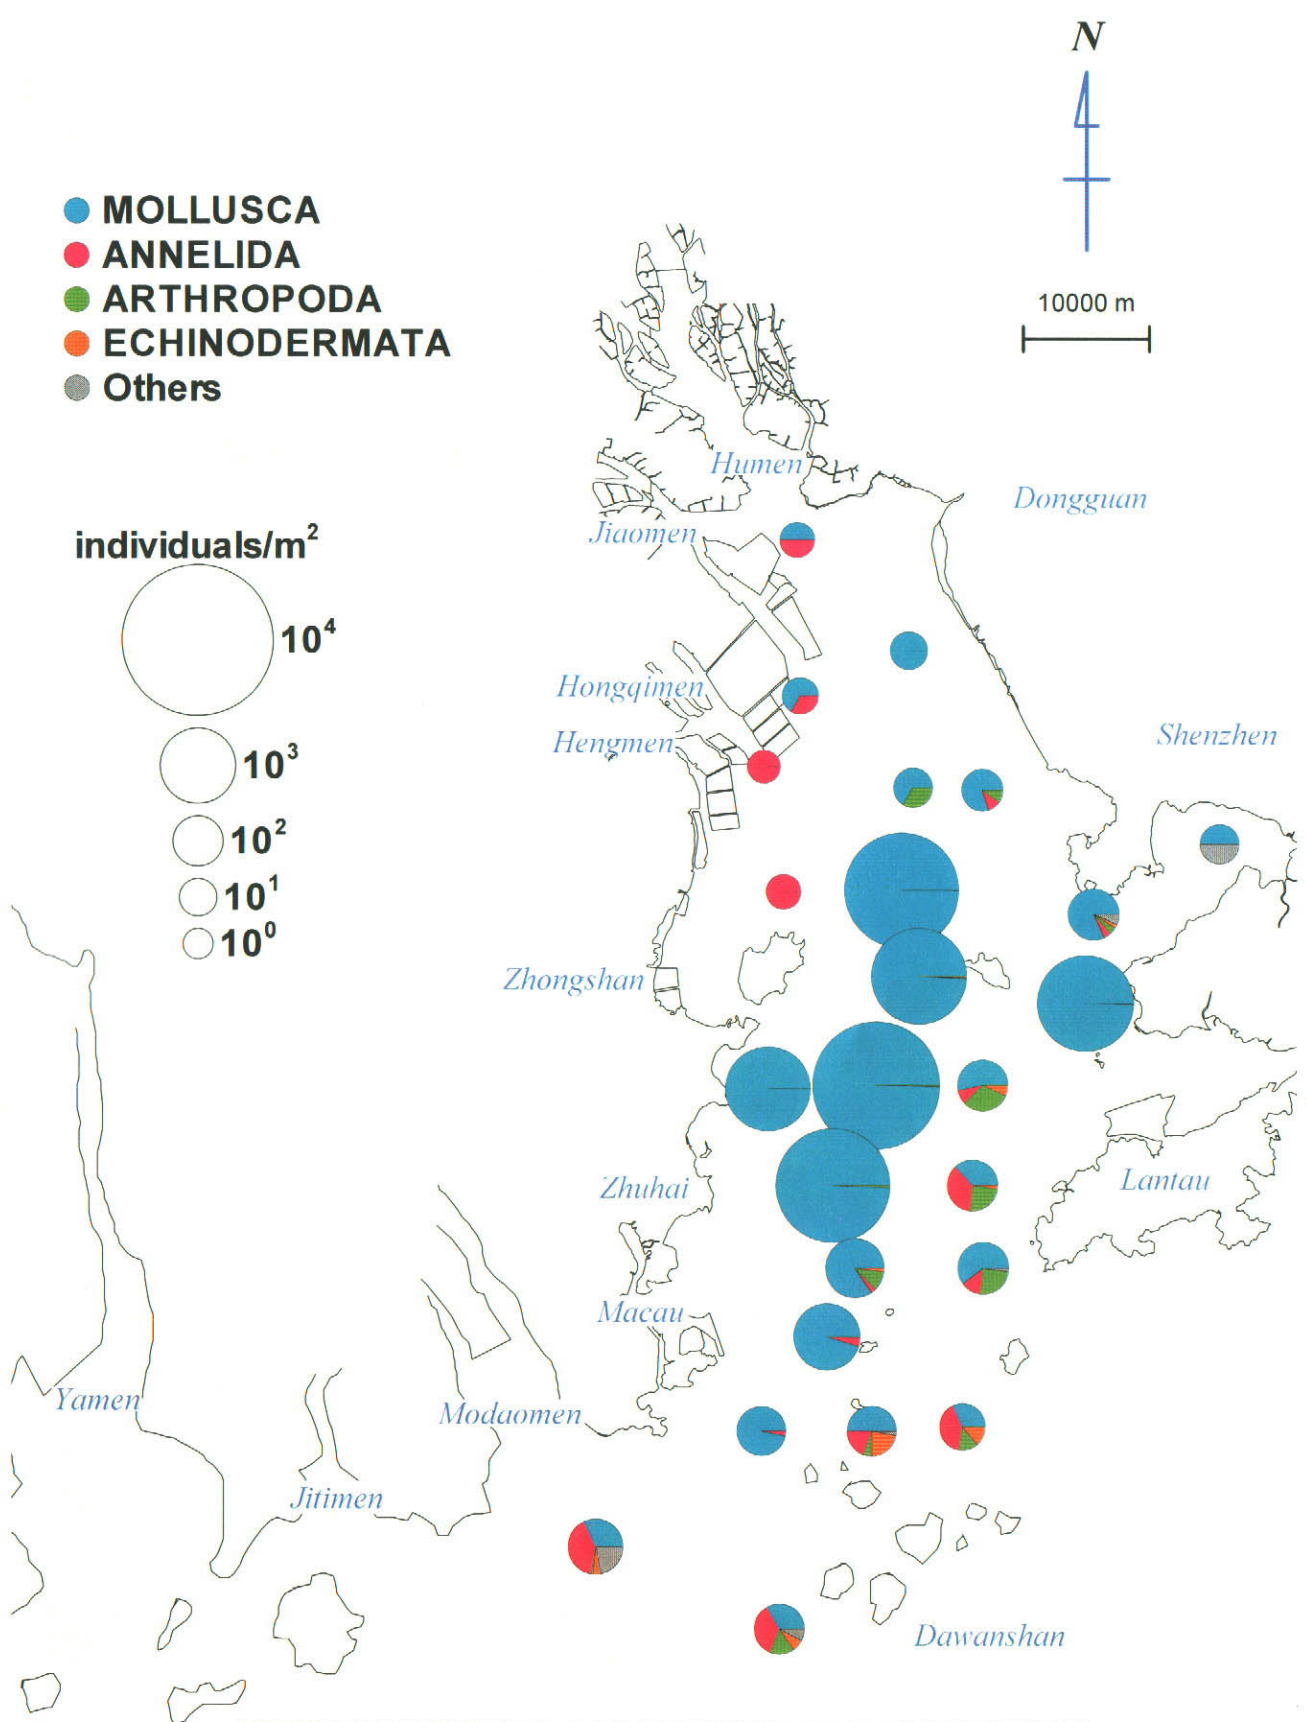 N
MOLLUSCA
ANNELIDA
ARTHROPODA
ECHINODERMATA
Others
10000 m
Humen
Dongguan
Jiaomen
individuals/m²
10⁴
10³
10²
10¹
10⁰
Hongqimen
Hengmen
Shenzhen
Zhongshan
Zhuhai
Lantau
Macau
Yamen
Modaomen
Jitimen
Dawanshan